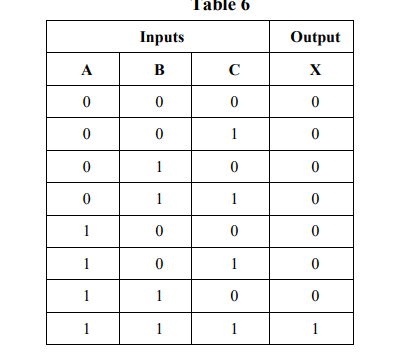 Table 6
Inputs Output
A B C X
0 0 0 0
0 0 1 0
0 1 0 0
0 1 1 0
1 0 0 0
1 0 1 0
1 1 0 0
1 1 1 1